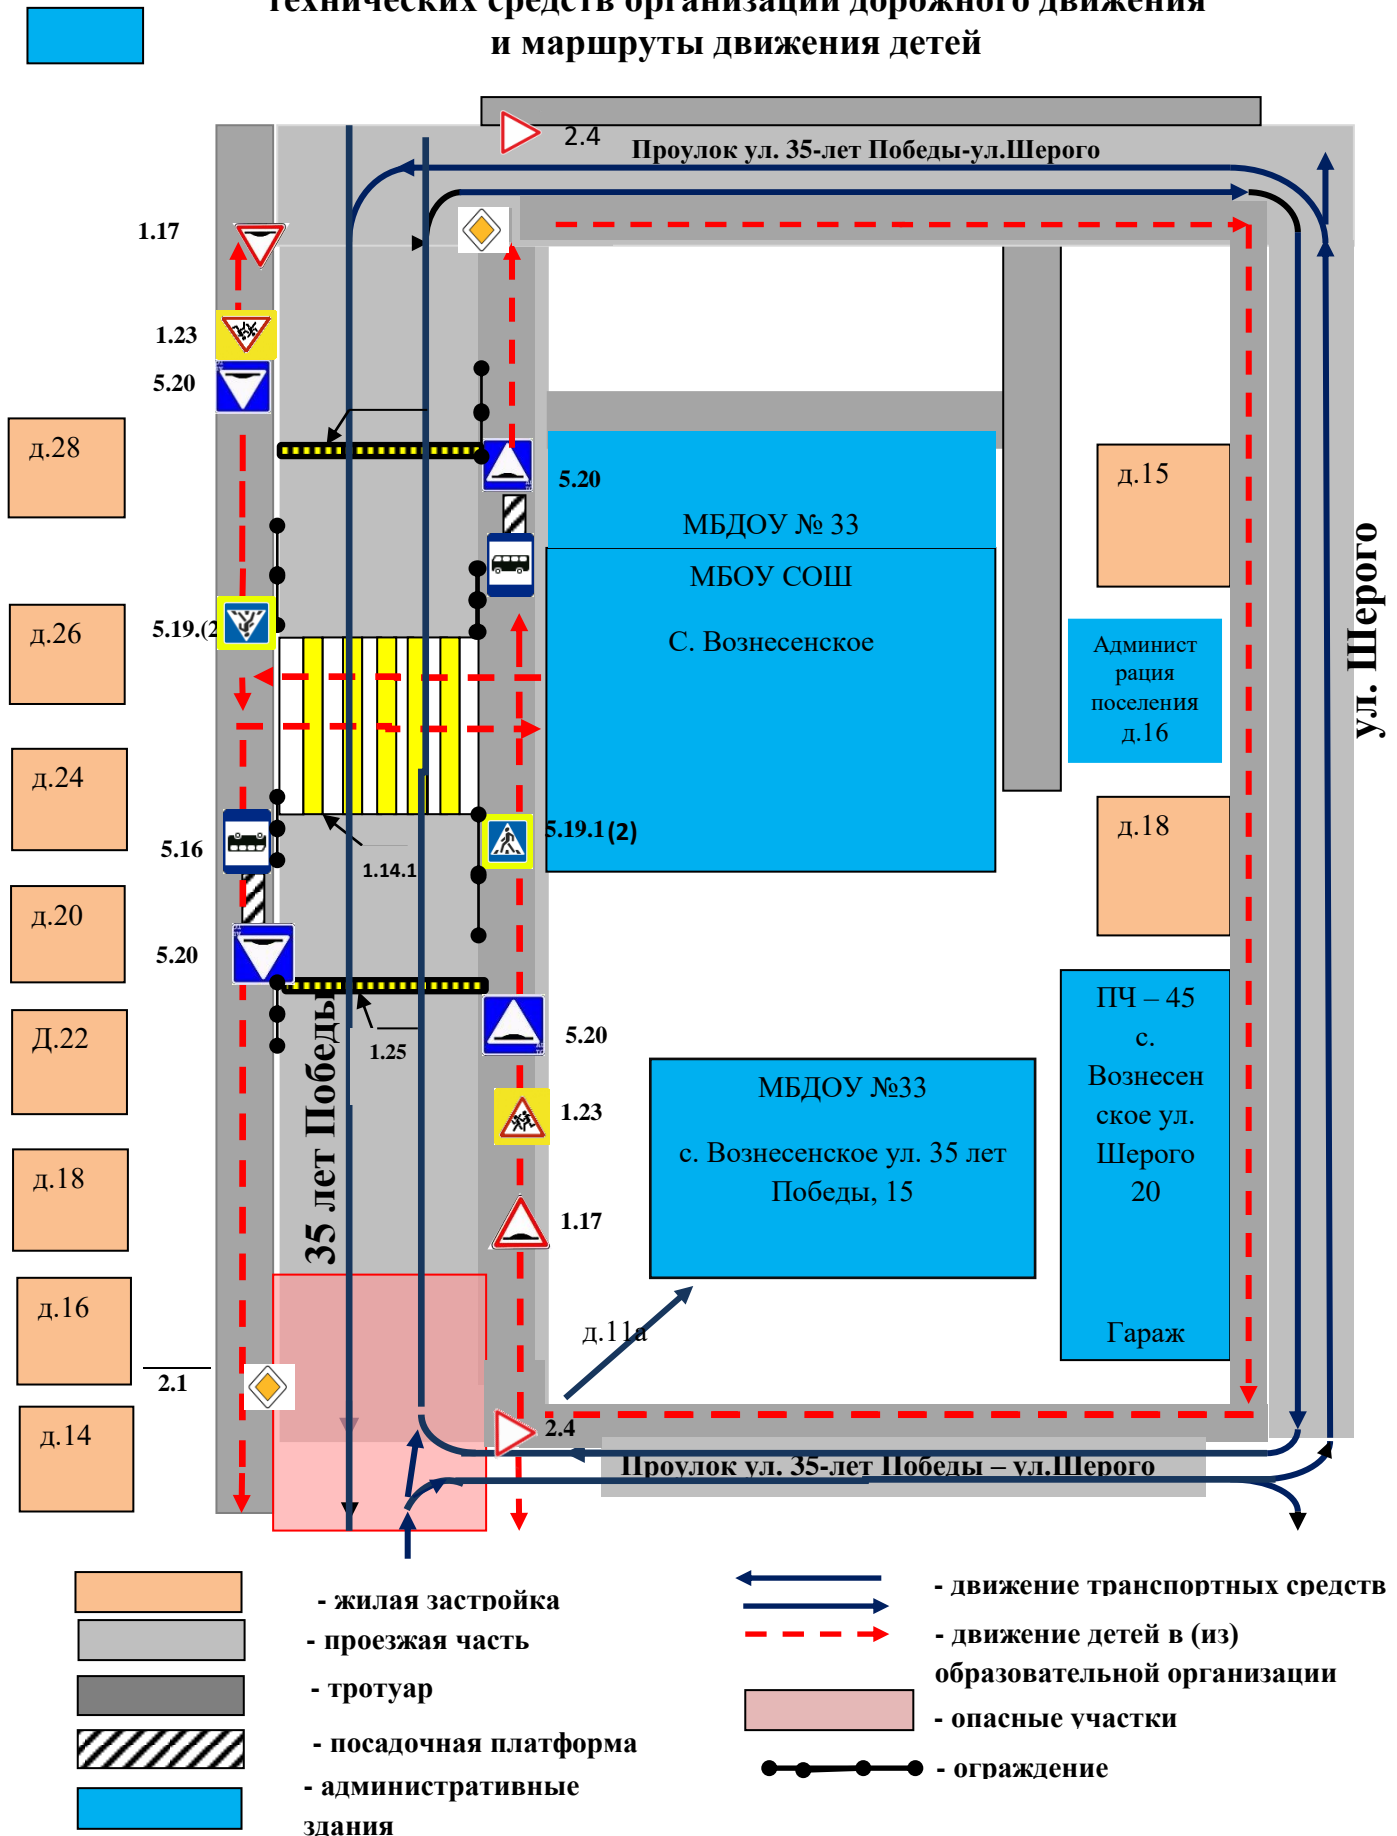 технических средств организации дорожного движения
и маршруты движения детей
2.4
Проулок ул. 35-лет Победы-ул.Шерого
1.17
1.23
5.20
д.28
5.20
д.15
МБДОУ № 33
МБОУ СОШ
С. Вознесенское
ул. Шерого
д.26
5.19.(2
Админист
рация
поселения
д.16
д.24
5.16
1.14.1
5.19.1(2)
д.18
д.20
5.20
35 лет Победы
Д.22
1.25
5.20
ПЧ – 45
с.
Вознесен
ское ул.
Шерого
20
Гараж
МБДОУ №33
с. Вознесенское ул. 35 лет
Победы, 15
1.23
д.18
1.17
д.16
д.11а
2.1
д.14
2.4
Проулок ул. 35-лет Победы – ул.Шерого
- жилая застройка
- проезжая часть
- тротуар
- посадочная платформа
- административные
здания
- движение транспортных средств
- движение детей в (из)
образовательной организации
- опасные участки
- ограждение